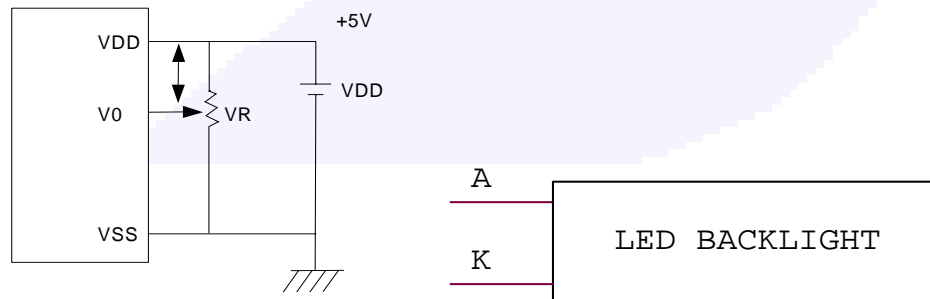 +5V
VDD
VDD
V0
VR
VSS
A
K
LED BACKLIGHT